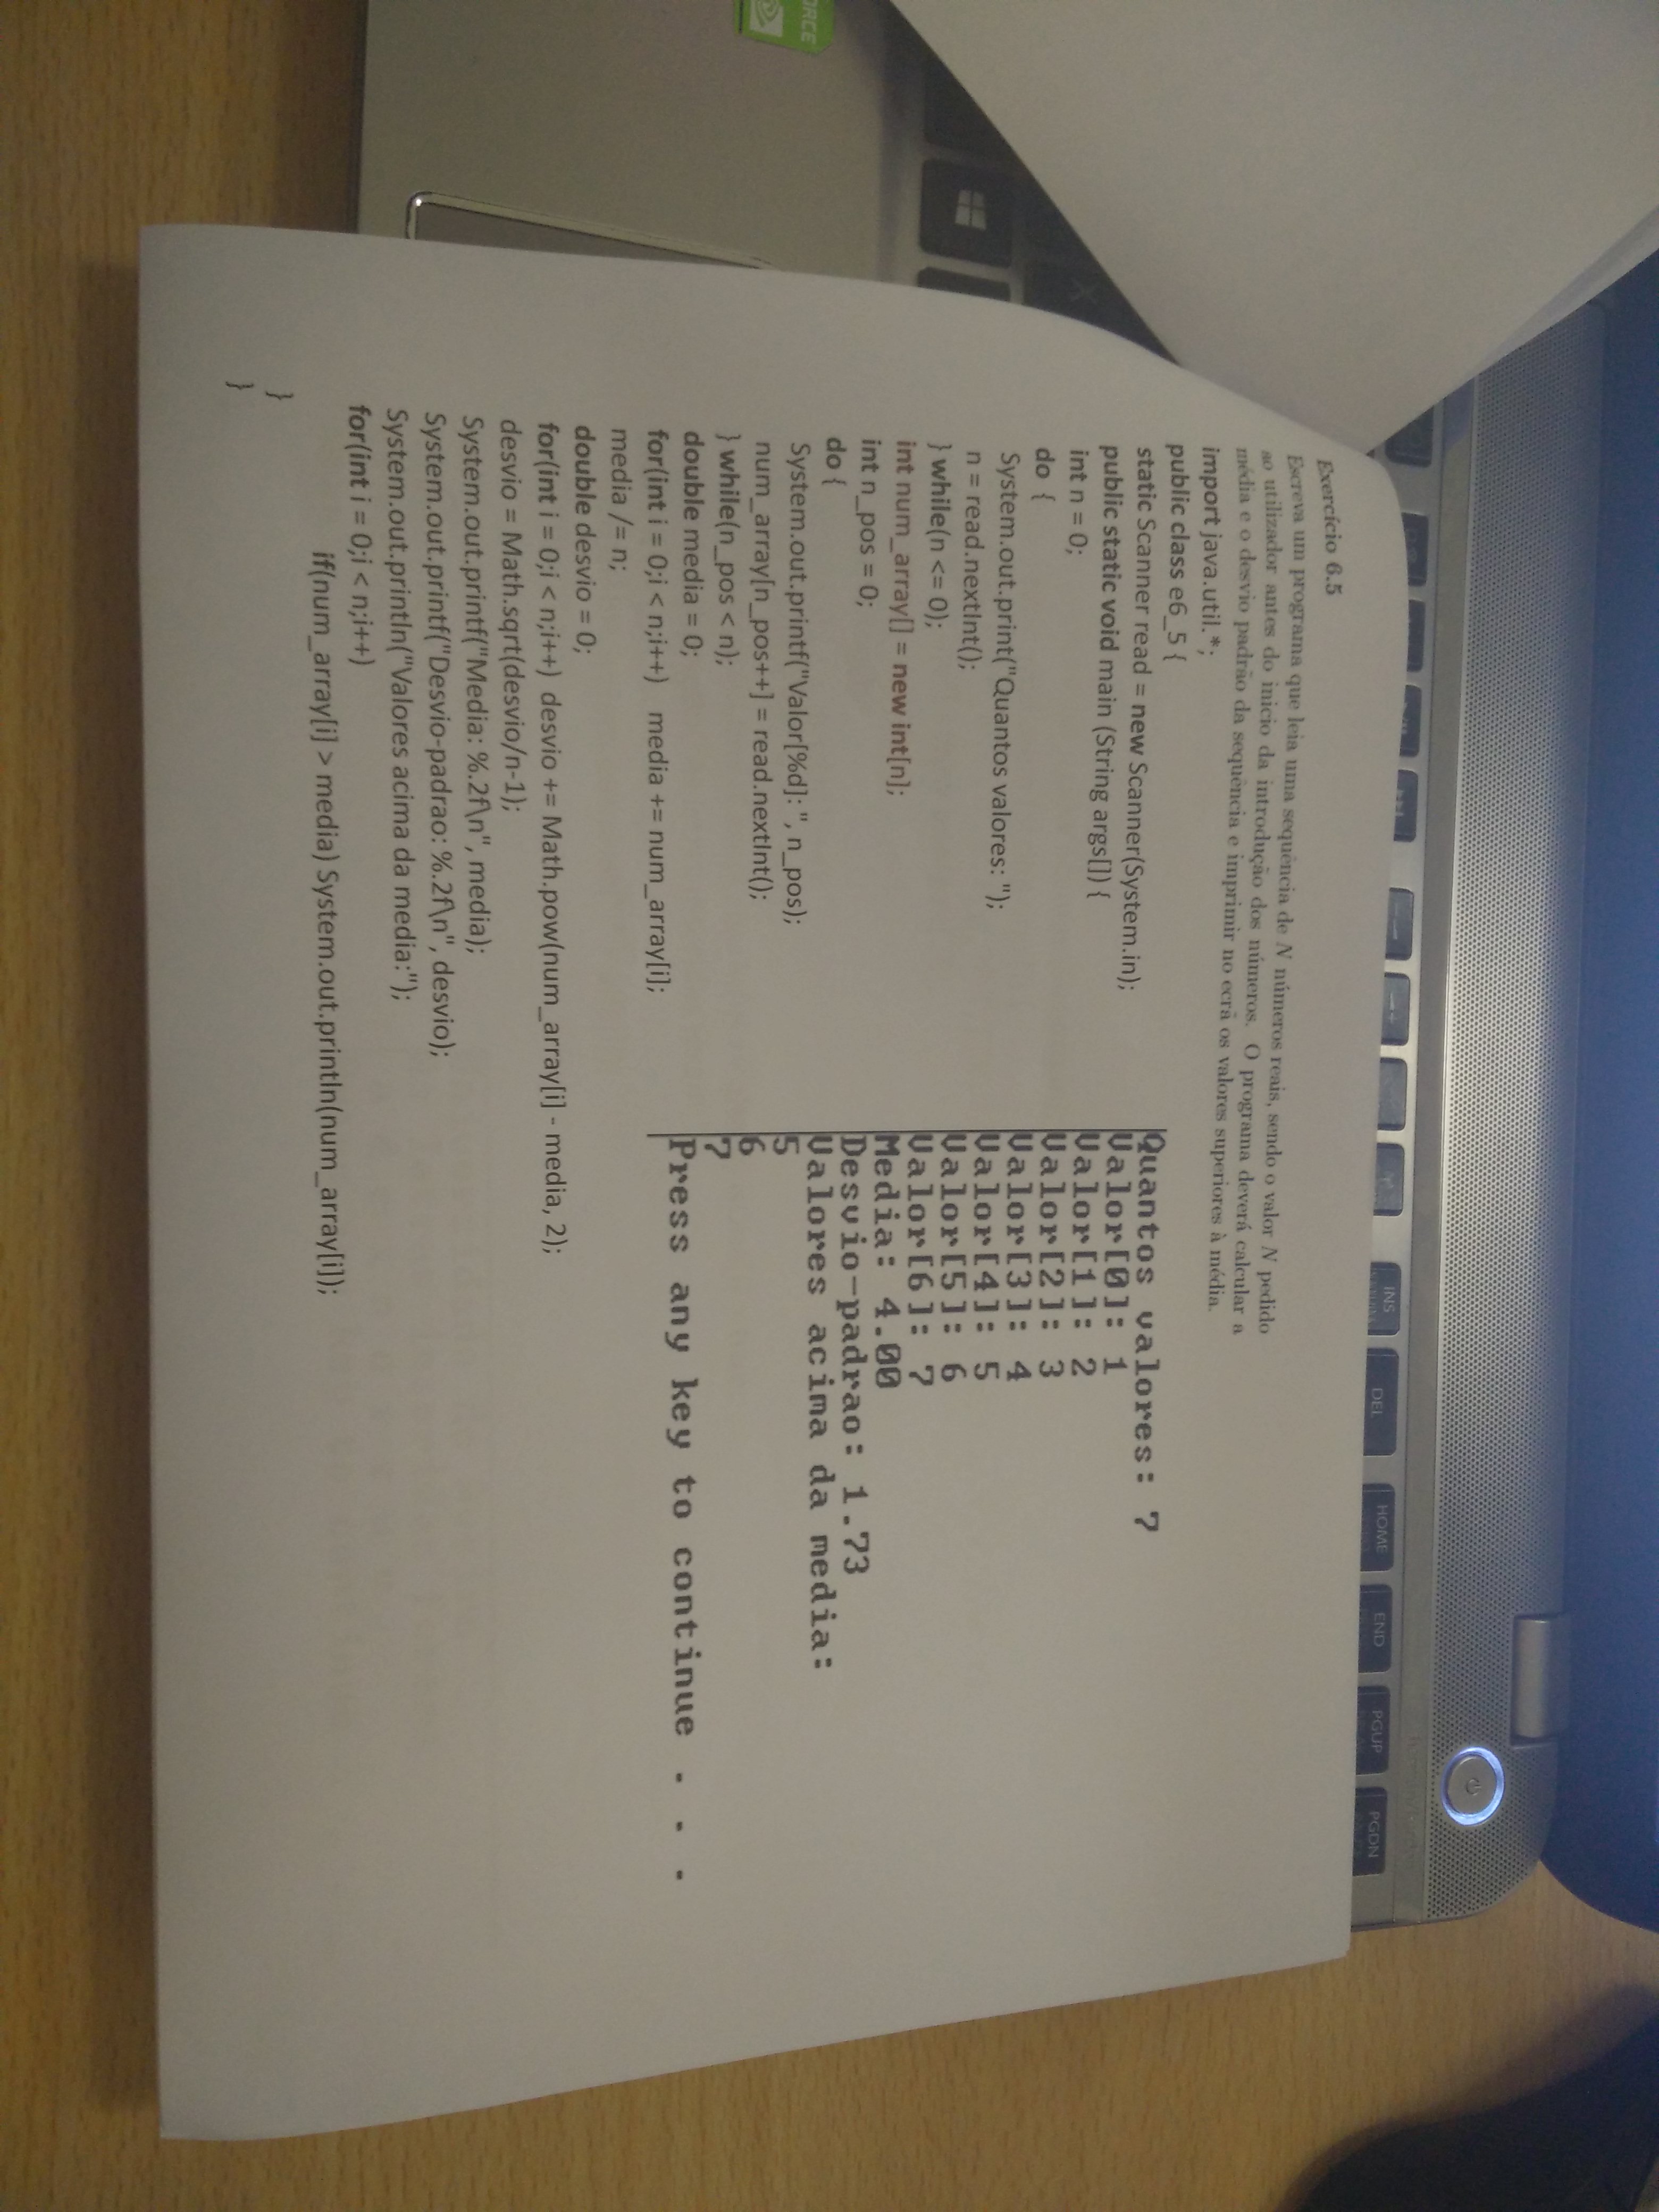 Exercício 6.5
Escreva um programa que leia uma sequência de N números reais, sendo o valor N pedido
ao utilizador antes do inicio da introdução dos números. O programa deverá calcular a
média e o desvio padrão da sequência e imprimir no ecrã os valores superiores à média.
import java.util.*;
public class e6_5 {
static Scanner read = new Scanner(System.in);
public static void main (String args[]) {
int n = 0;
do {
System.out.print("Quantos valores: ");
n = read.nextInt();
} while(n <= 0);
int num_array[] = new int[n];
int n_pos = 0;
do {
System.out.printf("Valor[%d]: ", n_pos);
num_array[n_pos++] = read.nextInt();
} while(n_pos < n);
double media = 0;
for(int i = 0;i < n;i++) media += num_array[i];
media /= n;
double desvio = 0;
for(int i = 0;i < n;i++) desvio += Math.pow(num_array[i] - media, 2);
desvio = Math.sqrt(desvio/n-1);
System.out.printf("Media: %.2f\n", media);
System.out.printf("Desvio-padrao: %.2f\n", desvio);
System.out.println("Valores acima da media:");
for(int i = 0;i < n;i++)
if(num_array[i] > media) System.out.println(num_array[i]);
}
}
Quantos valores: 7
Valor[0]: 1
Valor[1]: 2
Valor[2]: 3
Valor[3]: 4
Valor[4]: 5
Valor[5]: 6
Valor[6]: 7
Media: 4.00
Desvio-padrao: 1.73
Valores acima da media:
5
6
7
Press any key to continue . . .
INS
DEL
HOME
END
PGUP
PGDN